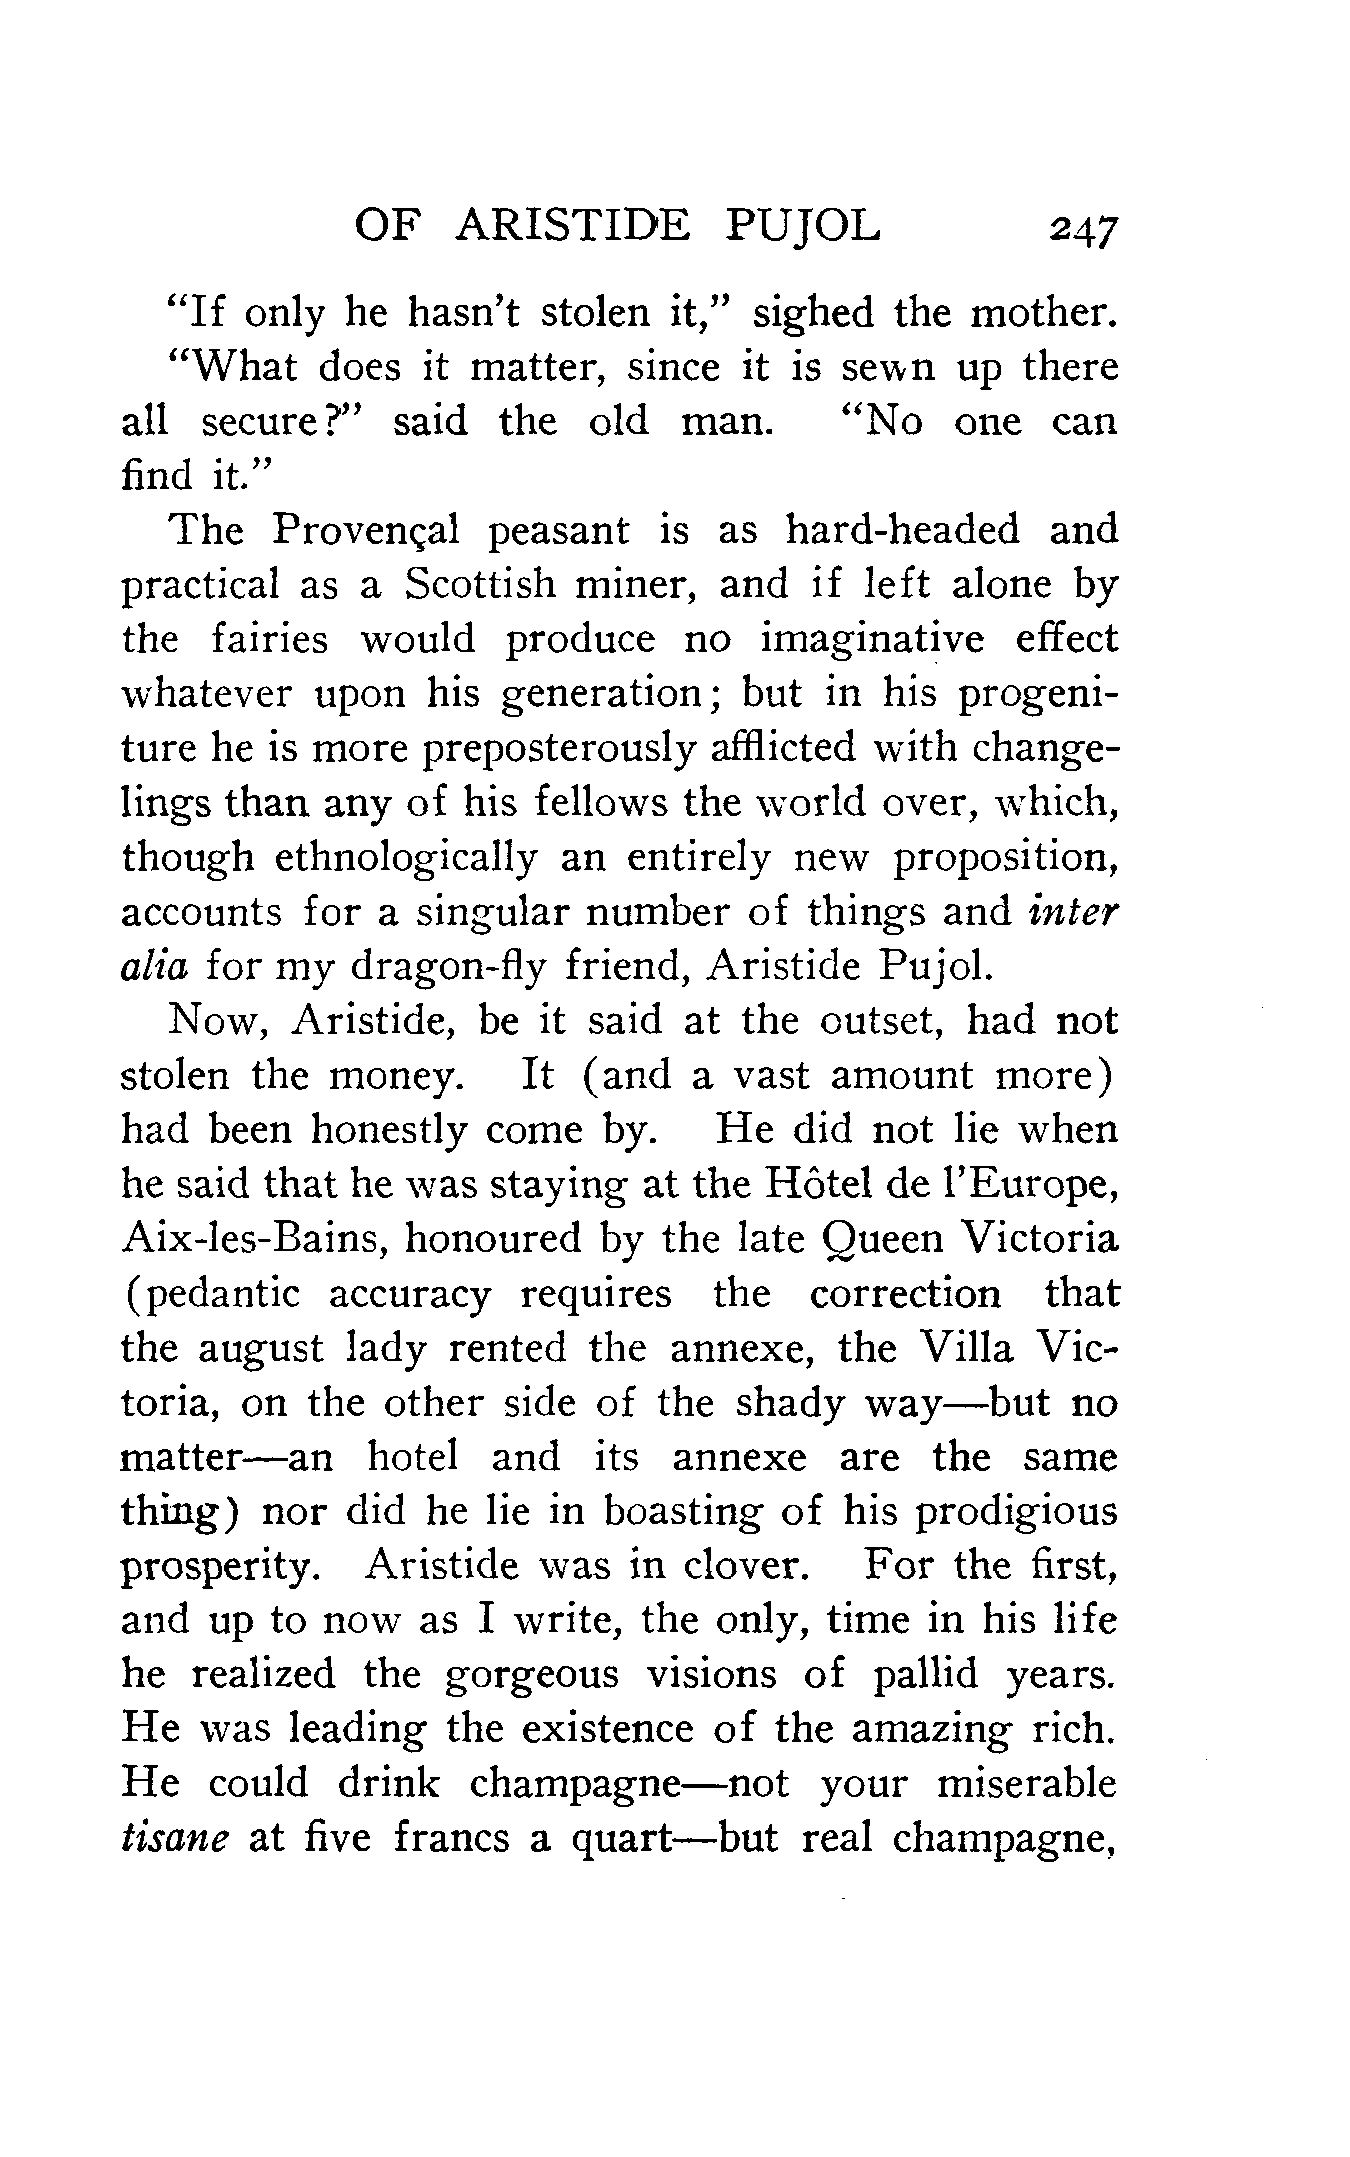 OF ARISTIDE PUJOL 247
“If only he hasn’t stolen it,” sighed the mother.
“What does it matter, since it is sewn up there
all secure?” said the old man. “No one can
find it.”
The Provençal peasant is as hard-headed and
practical as a Scottish miner, and if left alone by
the fairies would produce no imaginative effect
whatever upon his generation; but in his progeni-
ture he is more preposterously afflicted with change-
lings than any of his fellows the world over, which,
though ethnologically an entirely new proposition,
accounts for a singular number of things and inter
alia for my dragon-fly friend, Aristide Pujol.
Now, Aristide, be it said at the outset, had not
stolen the money. It (and a vast amount more)
had been honestly come by. He did not lie when
he said that he was staying at the Hôtel de l’Europe,
Aix-les-Bains, honoured by the late Queen Victoria
(pedantic accuracy requires the correction that
the august lady rented the annexe, the Villa Vic-
toria, on the other side of the shady way—but no
matter—an hotel and its annexe are the same
thing) nor did he lie in boasting of his prodigious
prosperity. Aristide was in clover. For the first,
and up to now as I write, the only, time in his life
he realized the gorgeous visions of pallid years.
He was leading the existence of the amazing rich.
He could drink champagne—not your miserable
tisane at five francs a quart—but real champagne,